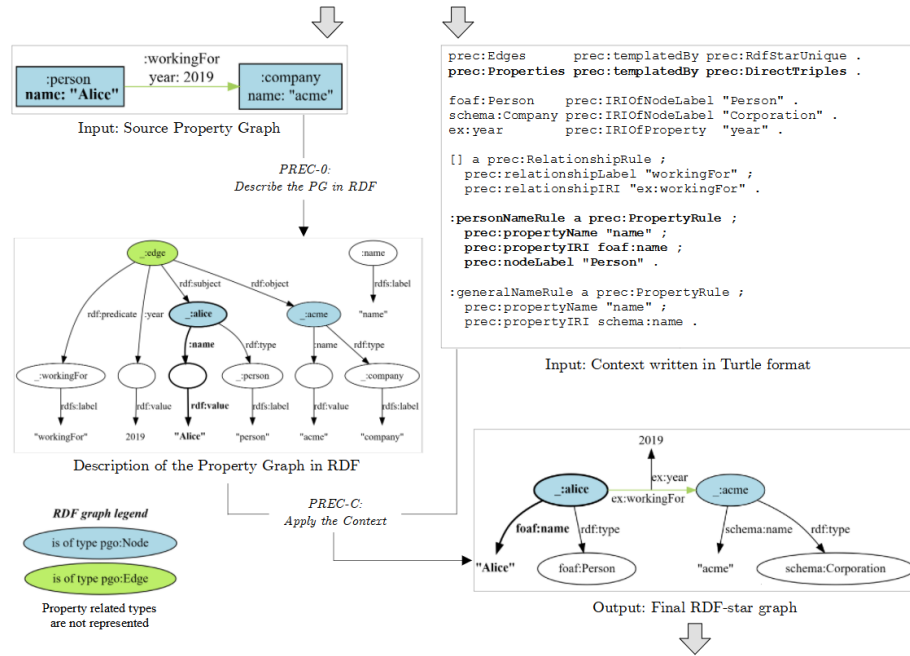 :workingFor
year: 2019
:person
name: "Alice"
:company
name: "acme"
Input: Source Property Graph
PREC-0:
Describe the PG in RDF
prec:Edges prec:templatedBy prec:RdfStarUnique .
prec:Properties prec:templatedBy prec:DirectTriples .
foaf:Person prec:IRIOfNodeLabel "Person" .
schema:Company prec:IRIOfNodeLabel "Corporation" .
ex:year prec:IRIOfProperty "year" .
[] a prec:RelationshipRule ;
prec:relationshipLabel "workingFor" ;
prec:relationshipIRI "ex:workingFor" .
:personNameRule a prec:PropertyRule ;
prec:propertyName "name" ;
prec:propertyIRI foaf:name ;
prec:nodeLabel "Person" .
:generalNameRule a prec:PropertyRule ;
prec:propertyName "name" ;
prec:propertyIRI schema:name .
Input: Context written in Turtle format
_:edge
:name
rdf:subject
rdf:object
rdfs:label
rdf:predicate
:year
_:alice
_:acme
"name"
:name
rdf:type
:name
rdf:type
_:workingFor
_:person
_:company
rdfs:label
rdf:value
rdf:value
rdfs:label
rdf:value
rdfs:label
"workingFor"
2019
"Alice"
"person"
"acme"
"company"
Description of the Property Graph in RDF
PREC-C:
Apply the Context
RDF graph legend
is of type pgo:Node
is of type pgo:Edge
Property related types
are not represented
2019
ex:year
_:alice
ex:workingFor
_:acme
foaf:name
rdf:type
schema:name
rdf:type
"Alice"
foaf:Person
"acme"
schema:Corporation
Output: Final RDF-star graph